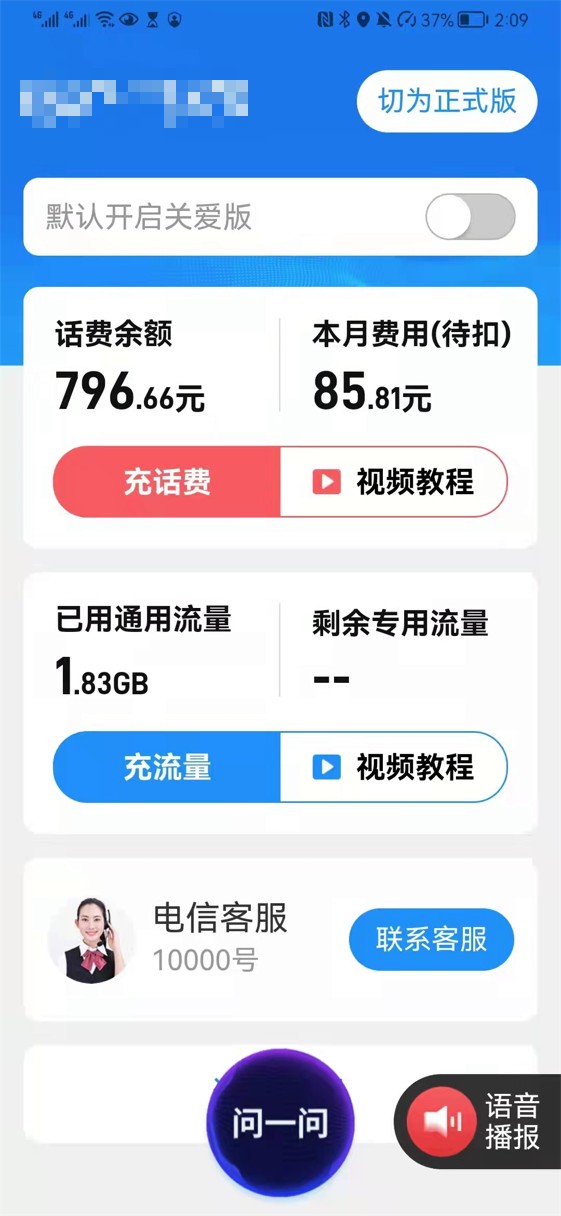 4G 4G 37% 2:09
切为正式版
默认开启关爱版
话费余额 本月费用(待扣)
796.66元 85.81元
充话费 视频教程
已用通用流量 剩余专用流量
1.83GB --
充流量 视频教程
电信客服
10000号
联系客服
问一问
语音
播报